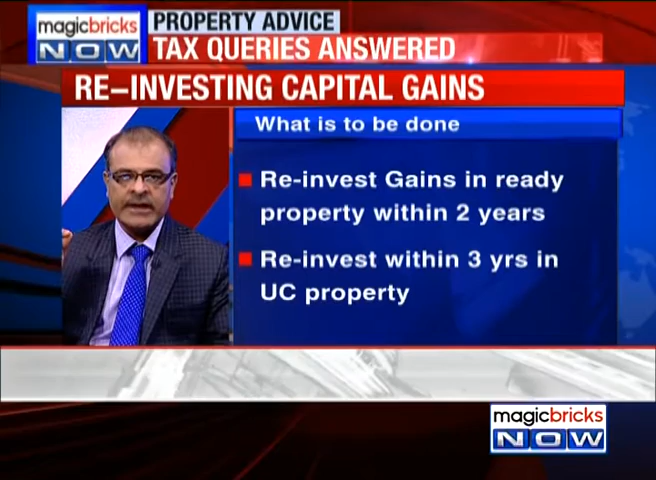 magicbricks
NOW
PROPERTY ADVICE
TAX QUERIES ANSWERED
RE-INVESTING CAPITAL GAINS
What is to be done
Re-invest Gains in ready
property within 2 years
Re-invest within 3 yrs in
UC property
magicbricks
NOW